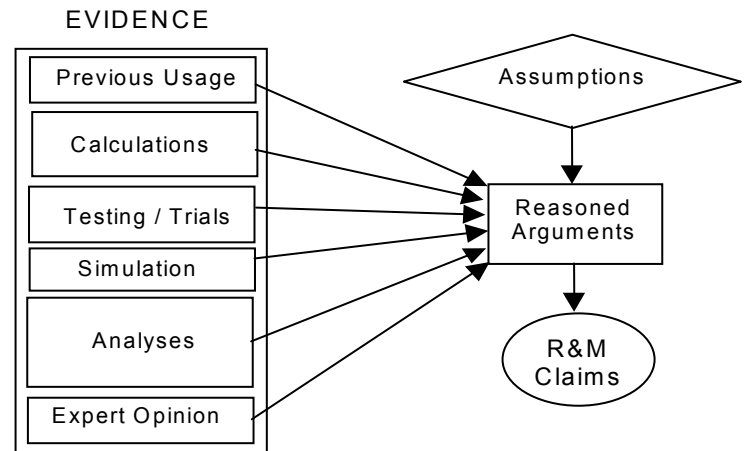 EVIDENCE
Previous Usage
Calculations
Testing / Trials
Simulation
Analyses
Expert Opinion
Assumptions
Reasoned
Arguments
R&M
Claims